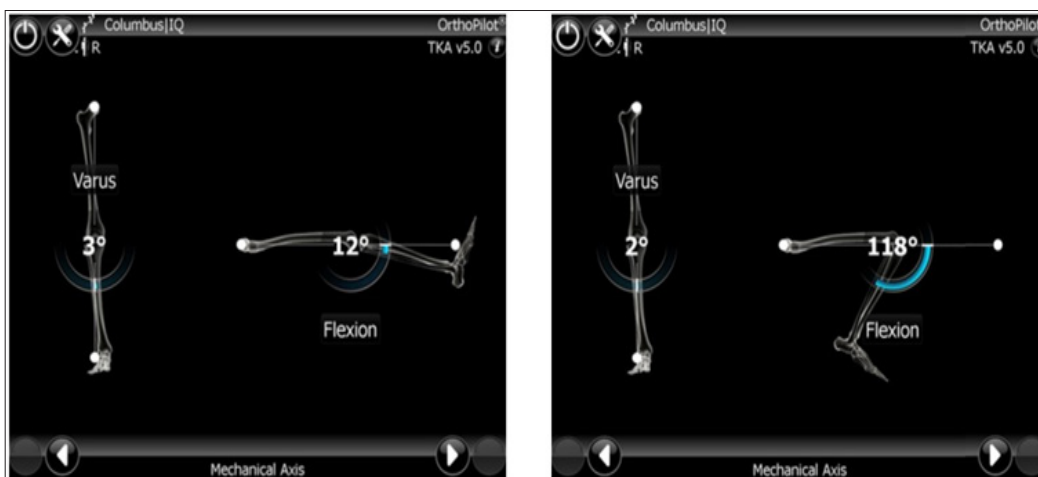 Columbus|IQ OrthoPilot®
R TKA v5.0 i
Varus
3° 12°
Flexion
Mechanical Axis
Columbus|IQ OrthoPilot
R TKA v5.0
Varus
2° 118°
Flexion
Mechanical Axis